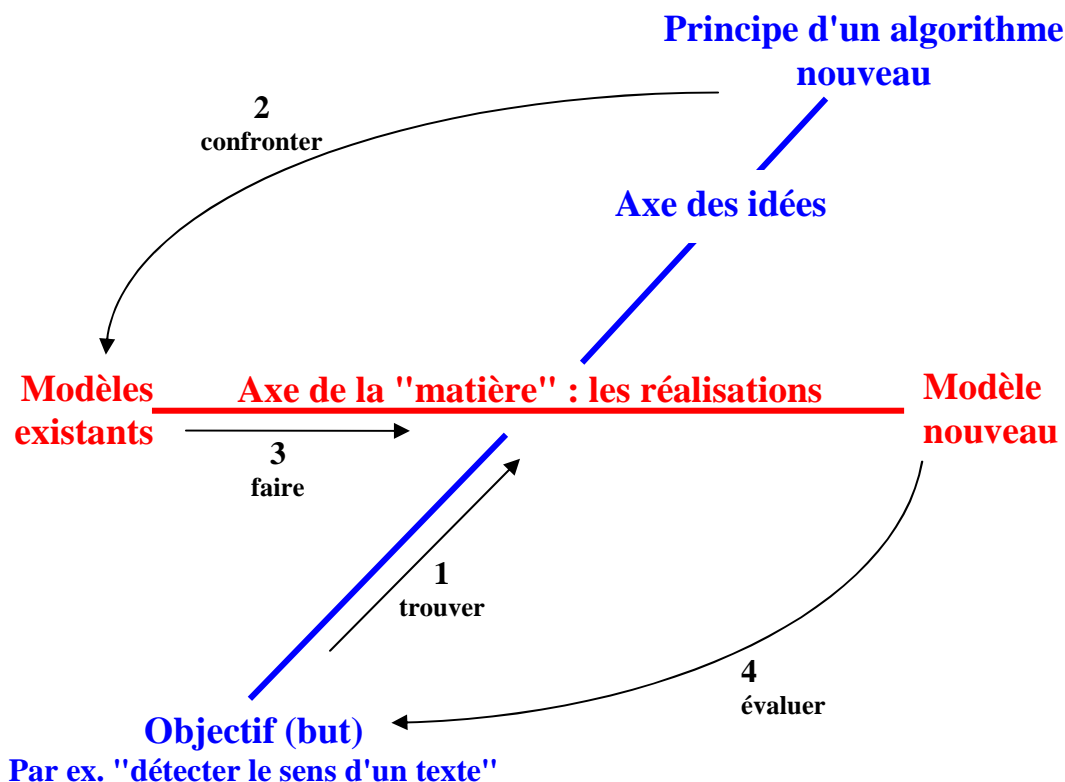 Principe d'un algorithme
nouveau
2
confronter
Axe des idées
Modèles
existants
Axe de la "matière" : les réalisations
Modèle
nouveau
3
faire
1
trouver
4
évaluer
Objectif (but)
Par ex. "détecter le sens d'un texte"